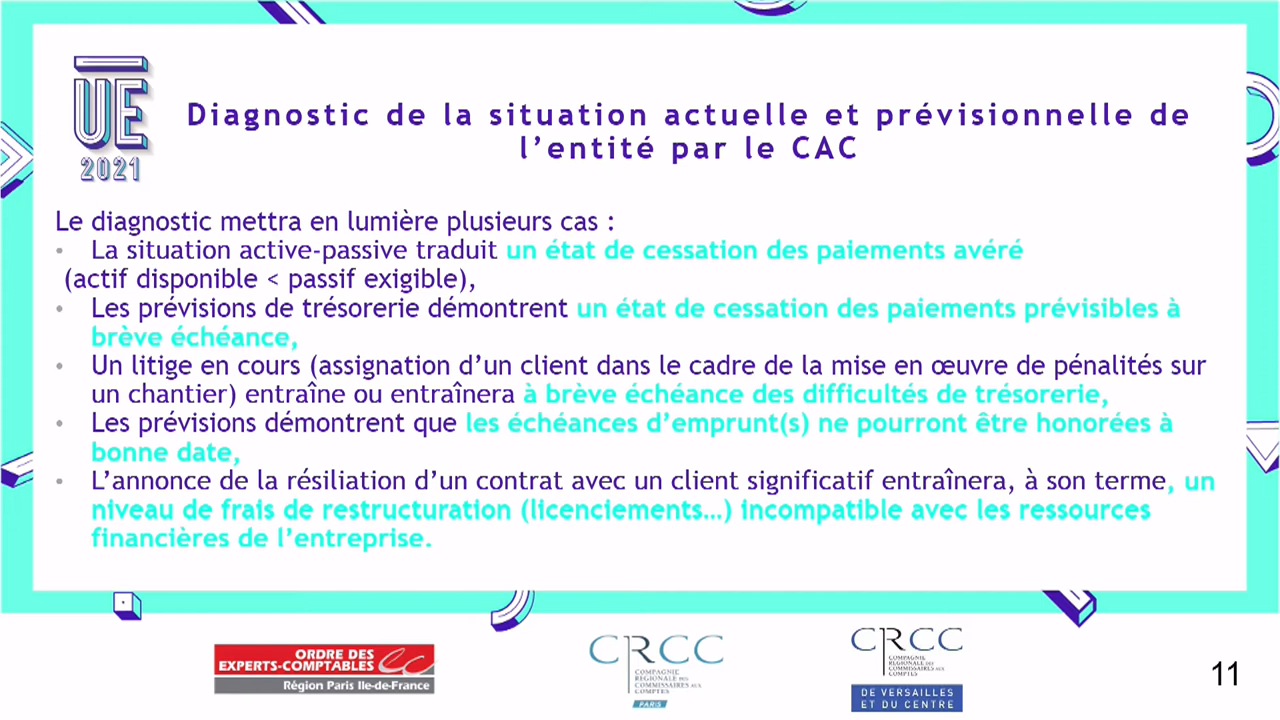 UE
2021
Diagnostic de la situation actuelle et prévisionnelle de
l'entité par le CAC
Le diagnostic mettra en lumière plusieurs cas :
• La situation active-passive traduit un état de cessation des paiements avéré
(actif disponible < passif exigible),
• Les prévisions de trésorerie démontrent un état de cessation des paiements prévisibles à
brève échéance,
• Un litige en cours (assignation d'un client dans le cadre de la mise en œuvre de pénalités sur
un chantier) entraîne ou entraînera à brève échéance des difficultés de trésorerie,
• Les prévisions démontrent que les échéances d'emprunt(s) ne pourront être honorées à
bonne date,
• L'annonce de la résiliation d'un contrat avec un client significatif entraînera, à son terme, un
niveau de frais de restructuration (licenciements…) incompatible avec les ressources
financières de l'entreprise.
ORDRE DES
EXPERTS-COMPTABLES
Région Paris Ile-de-France
CRCC
COMPAGNIE
REGIONALE DES
COMMISSAIRES AUX
COMPTES
PARIS
CRCC
COMPAGNIE
REGIONALE DES
COMMISSAIRES AUX
COMPTES
DE VERSAILLES
ET DU CENTRE
11